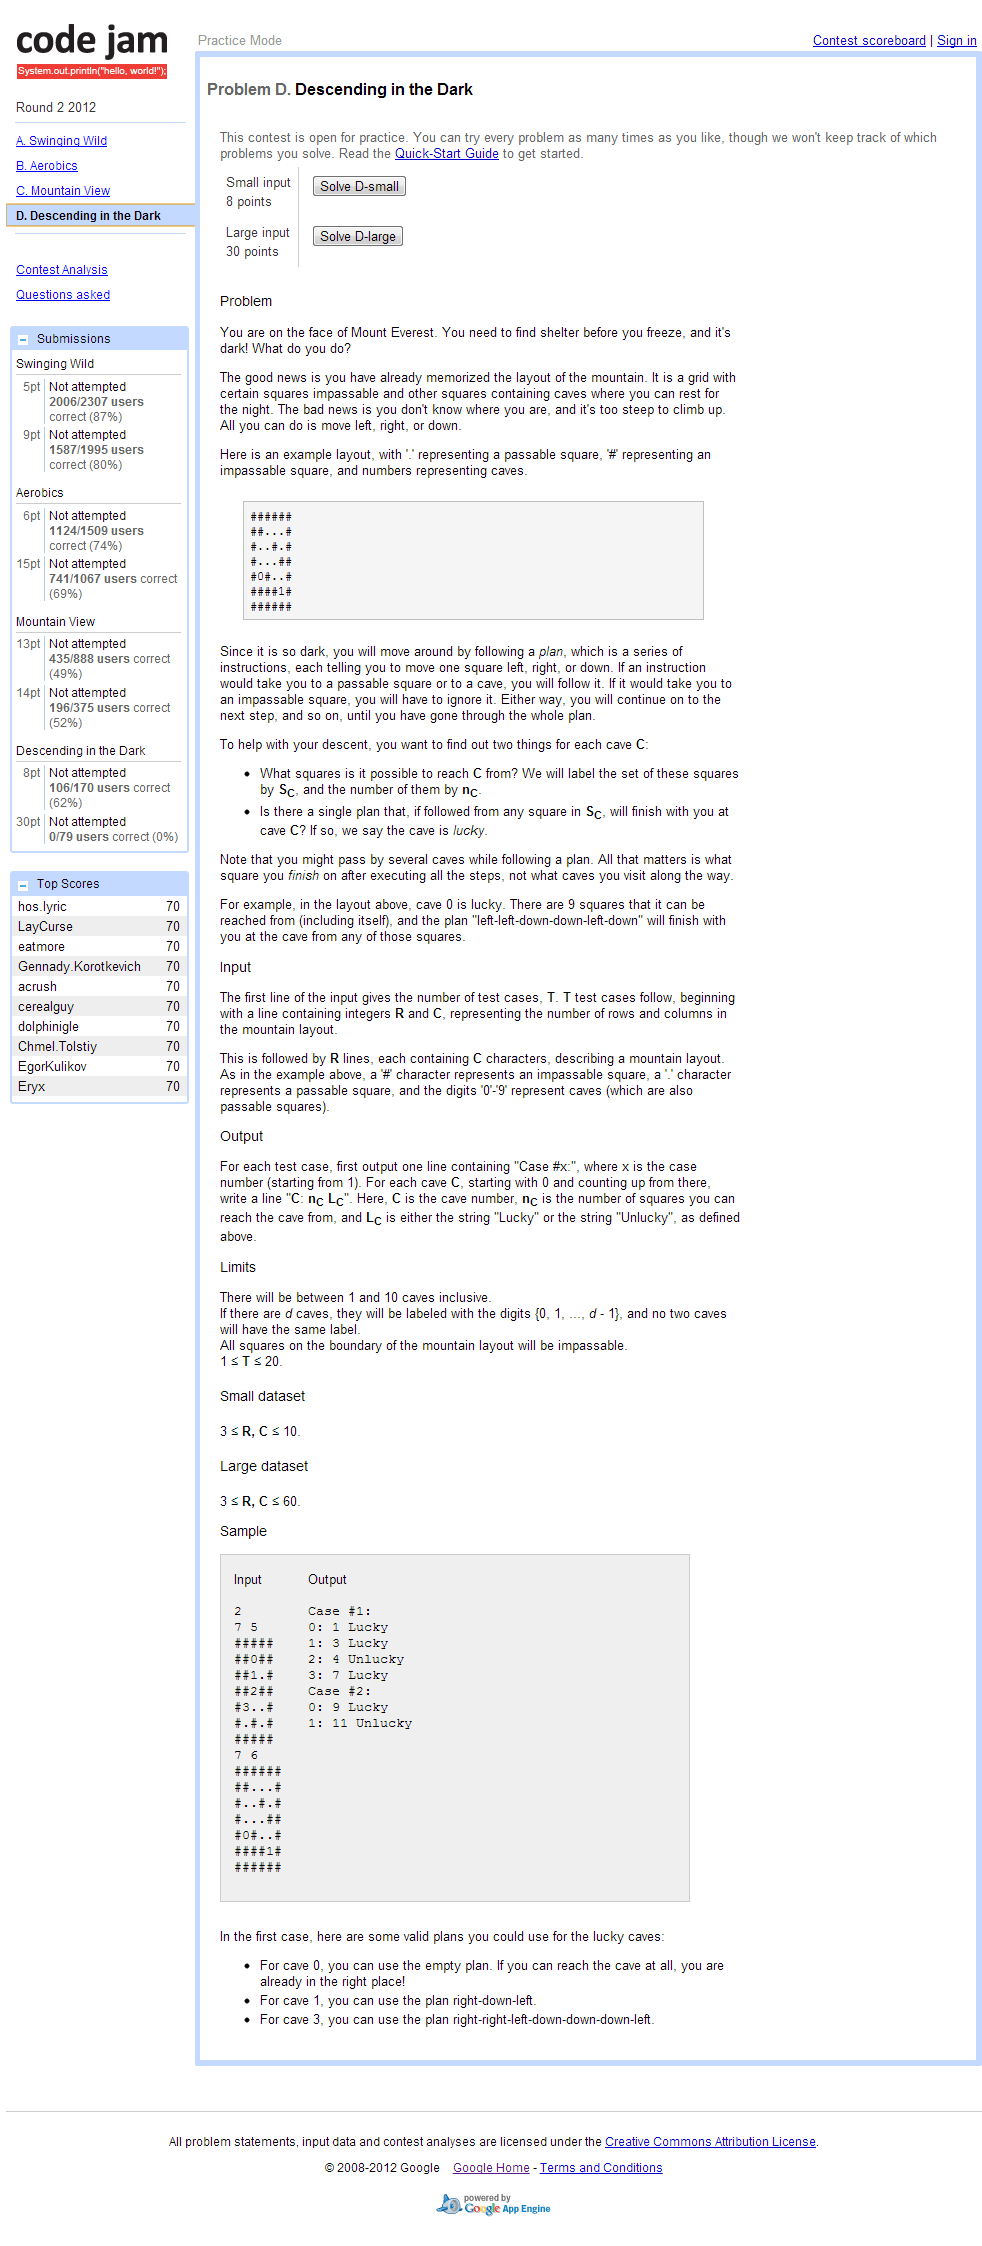 code jam
System.out.println("hello, world!");
Practice Mode
Contest scoreboard | Sign in
Round 2 2012
A. Swinging Wild
B. Aerobics
C. Mountain View
D. Descending in the Dark
Contest Analysis
Questions asked
Submissions
Swinging Wild
5pt Not attempted
2006/2307 users
correct (87%)
9pt Not attempted
1587/1995 users
correct (80%)
Aerobics
6pt Not attempted
1124/1509 users
correct (74%)
15pt Not attempted
741/1067 users correct
(69%)
Mountain View
13pt Not attempted
435/888 users correct
(49%)
14pt Not attempted
196/375 users correct
(52%)
Descending in the Dark
8pt Not attempted
106/170 users correct
(62%)
30pt Not attempted
0/79 users correct (0%)
Top Scores
hos.lyric 70
LayCurse 70
eatmore 70
Gennady.Korotkevich 70
acrush 70
cerealguy 70
dolphinigle 70
Chmel.Tolstiy 70
EgorKulikov 70
Eryx 70
Problem D. Descending in the Dark
This contest is open for practice. You can try every problem as many times as you like, though we won't keep track of which
problems you solve. Read the Quick-Start Guide to get started.
Small input
8 points
Solve D-small
Large input
30 points
Solve D-large
Problem
You are on the face of Mount Everest. You need to find shelter before you freeze, and it's
dark! What do you do?
The good news is you have already memorized the layout of the mountain. It is a grid with
certain squares impassable and other squares containing caves where you can rest for
the night. The bad news is you don't know where you are, and it's too steep to climb up.
All you can do is move left, right, or down.
Here is an example layout, with '.' representing a passable square, '#' representing an
impassable square, and numbers representing caves.
######
##...#
#..#.#
#...##
#0#..#
####1#
######
Since it is so dark, you will move around by following a plan, which is a series of
instructions, each telling you to move one square left, right, or down. If an instruction
would take you to a passable square or to a cave, you will follow it. If it would take you to
an impassable square, you will have to ignore it. Either way, you will continue on to the
next step, and so on, until you have gone through the whole plan.
To help with your descent, you want to find out two things for each cave C:
• What squares is it possible to reach C from? We will label the set of these squares
by SC, and the number of them by nC.
• Is there a single plan that, if followed from any square in SC, will finish with you at
cave C? If so, we say the cave is lucky.
Note that you might pass by several caves while following a plan. All that matters is what
square you finish on after executing all the steps, not what caves you visit along the way.
For example, in the layout above, cave 0 is lucky. There are 9 squares that it can be
reached from (including itself), and the plan "left-left-down-down-left-down" will finish with
you at the cave from any of those squares.
Input
The first line of the input gives the number of test cases, T. T test cases follow, beginning
with a line containing integers R and C, representing the number of rows and columns in
the mountain layout.
This is followed by R lines, each containing C characters, describing a mountain layout.
As in the example above, a '#' character represents an impassable square, a '.' character
represents a passable square, and the digits '0'-'9' represent caves (which are also
passable squares).
Output
For each test case, first output one line containing "Case #x:", where x is the case
number (starting from 1). For each cave C, starting with 0 and counting up from there,
write a line "C: nC LC". Here, C is the cave number, nC is the number of squares you can
reach the cave from, and LC is either the string "Lucky" or the string "Unlucky", as defined
above.
Limits
There will be between 1 and 10 caves inclusive.
If there are d caves, they will be labeled with the digits {0, 1, ..., d - 1}, and no two caves
will have the same label.
All squares on the boundary of the mountain layout will be impassable.
1 ≤ T ≤ 20.
Small dataset
3 ≤ R, C ≤ 10.
Large dataset
3 ≤ R, C ≤ 60.
Sample
Input Output
2 Case #1:
7 5 0: 1 Lucky
##### 1: 3 Lucky
##0## 2: 4 Unlucky
##1.# 3: 7 Lucky
##2## Case #2:
#3..# 0: 9 Lucky
#.#.# 1: 11 Unlucky
#####
7 6
######
##...#
#..#.#
#...##
#0#..#
####1#
######
In the first case, here are some valid plans you could use for the lucky caves:
• For cave 0, you can use the empty plan. If you can reach the cave at all, you are
already in the right place!
• For cave 1, you can use the plan right-down-left.
• For cave 3, you can use the plan right-right-left-down-down-down-left.
All problem statements, input data and contest analyses are licensed under the Creative Commons Attribution License.
© 2008-2012 Google Google Home - Terms and Conditions
powered by
Google App Engine